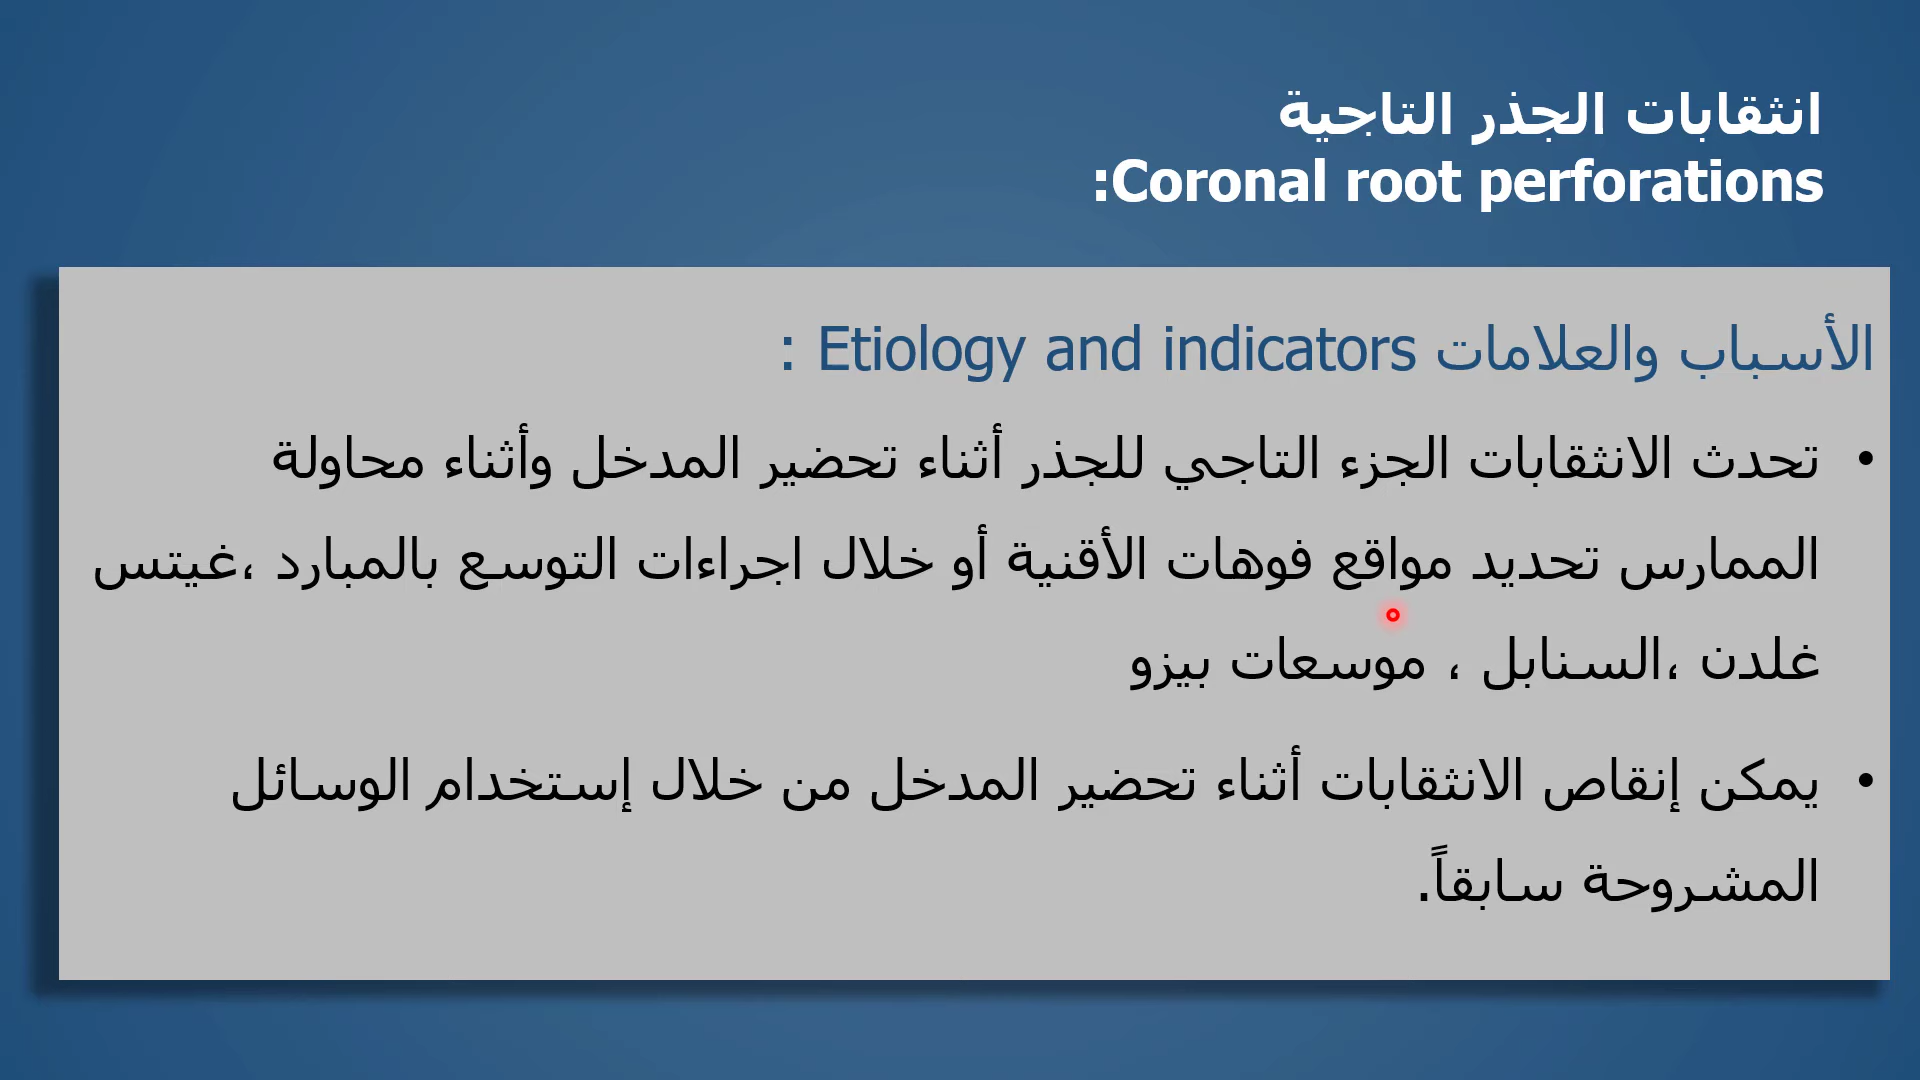 انثقابات الجذر التاجية
Coronal root perforations:
الأسباب والعلامات Etiology and indicators :
• تحدث الانثقابات الجزء التاجي للجذر أثناء تحضير المدخل وأثناء محاولة
الممارس تحديد مواقع فوهات الأقنية أو خلال اجراءات التوسع بالمبارد ،غيتس
غلدن ،السنابل ، موسعات بيزو
• يمكن إنقاص الانثقابات أثناء تحضير المدخل من خلال إستخدام الوسائل
المشروحة سابقاً.